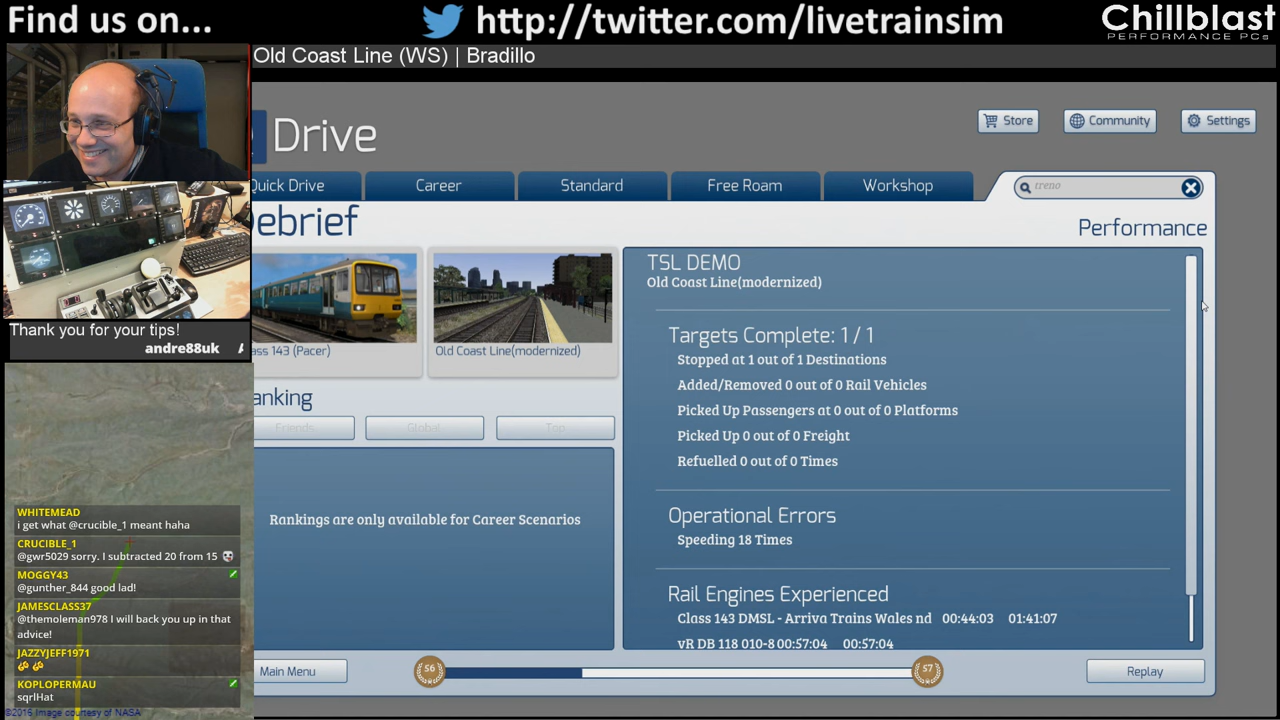 Find us on...
http://twitter.com/livetrainsim
Chillblast
PERFORMANCE PCs
Old Coast Line (WS) | Bradillo
Drive
Store
Community
Settings
Quick Drive
Career
Standard
Free Roam
Workshop
treno
ebrief
Performance
ass 143 (Pacer)
Old Coast Line(modernized)
anking
Friends
Global
Top
Rankings are only available for Career Scenarios
TSL DEMO
Old Coast Line(modernized)
Targets Complete: 1 / 1
Stopped at 1 out of 1 Destinations
Added/Removed 0 out of 0 Rail Vehicles
Picked Up Passengers at 0 out of 0 Platforms
Picked Up 0 out of 0 Freight
Refuelled 0 out of 0 Times
Operational Errors
Speeding 18 Times
Rail Engines Experienced
Class 143 DMSL - Arriva Trains Wales nd 00:44:03 01:41:07
vR DB 118 010-8 00:57:04 00:57:04
Main Menu
56
57
Replay
Thank you for your tips!
andre88uk
WHITEMEAD
i get what @crucible_1 meant haha
CRUCIBLE_1
@gwr5029 sorry. I subtracted 20 from 15
MOGGY43
@gunther_844 good lad!
JAMESCLASS37
@themoleman978 I will back you up in that
advice!
JAZZYJEFF1971
KOPLOPERMAU
sqrlHat
©2016 Image courtesy of NASA